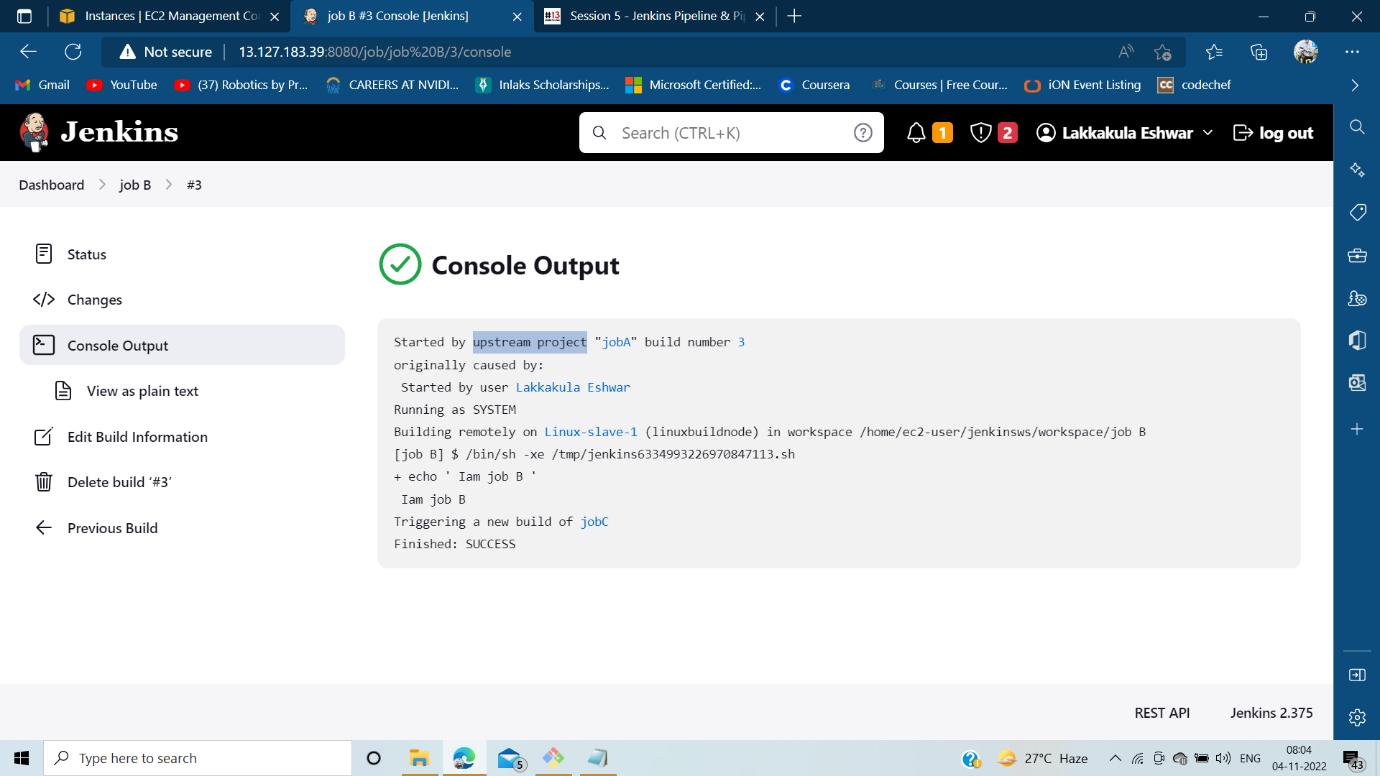 Instances | EC2 Management Co
job B #3 Console [Jenkins]
#13
Session 5 - Jenkins Pipeline & Pi
Not secure
13.127.183.39:8080/job/job%20B/3/console
Gmail
YouTube
(37) Robotics by Pr...
CAREERS AT NVIDI...
Inlaks Scholarships...
Microsoft Certified:...
Coursera
Courses | Free Cour...
iON Event Listing
CC
codechef
Jenkins
Search (CTRL+K)
?
1
2
Lakkakula Eshwar
log out
Dashboard
job B
#3
Status
Changes
Console Output
View as plain text
Edit Build Information
Delete build ‘#3’
Previous Build
Console Output
Started by upstream project "jobA" build number 3
originally caused by:
Started by user Lakkakula Eshwar
Running as SYSTEM
Building remotely on Linux-slave-1 (linuxbuildnode) in workspace /home/ec2-user/jenkinsws/workspace/job B
[job B] $ /bin/sh -xe /tmp/jenkins6334993226970847113.sh
+ echo ' Iam job B '
Iam job B
Triggering a new build of jobC
Finished: SUCCESS
REST API
Jenkins 2.375
Type here to search
5
27°C Haze
ENG
08:04
04-11-2022
43